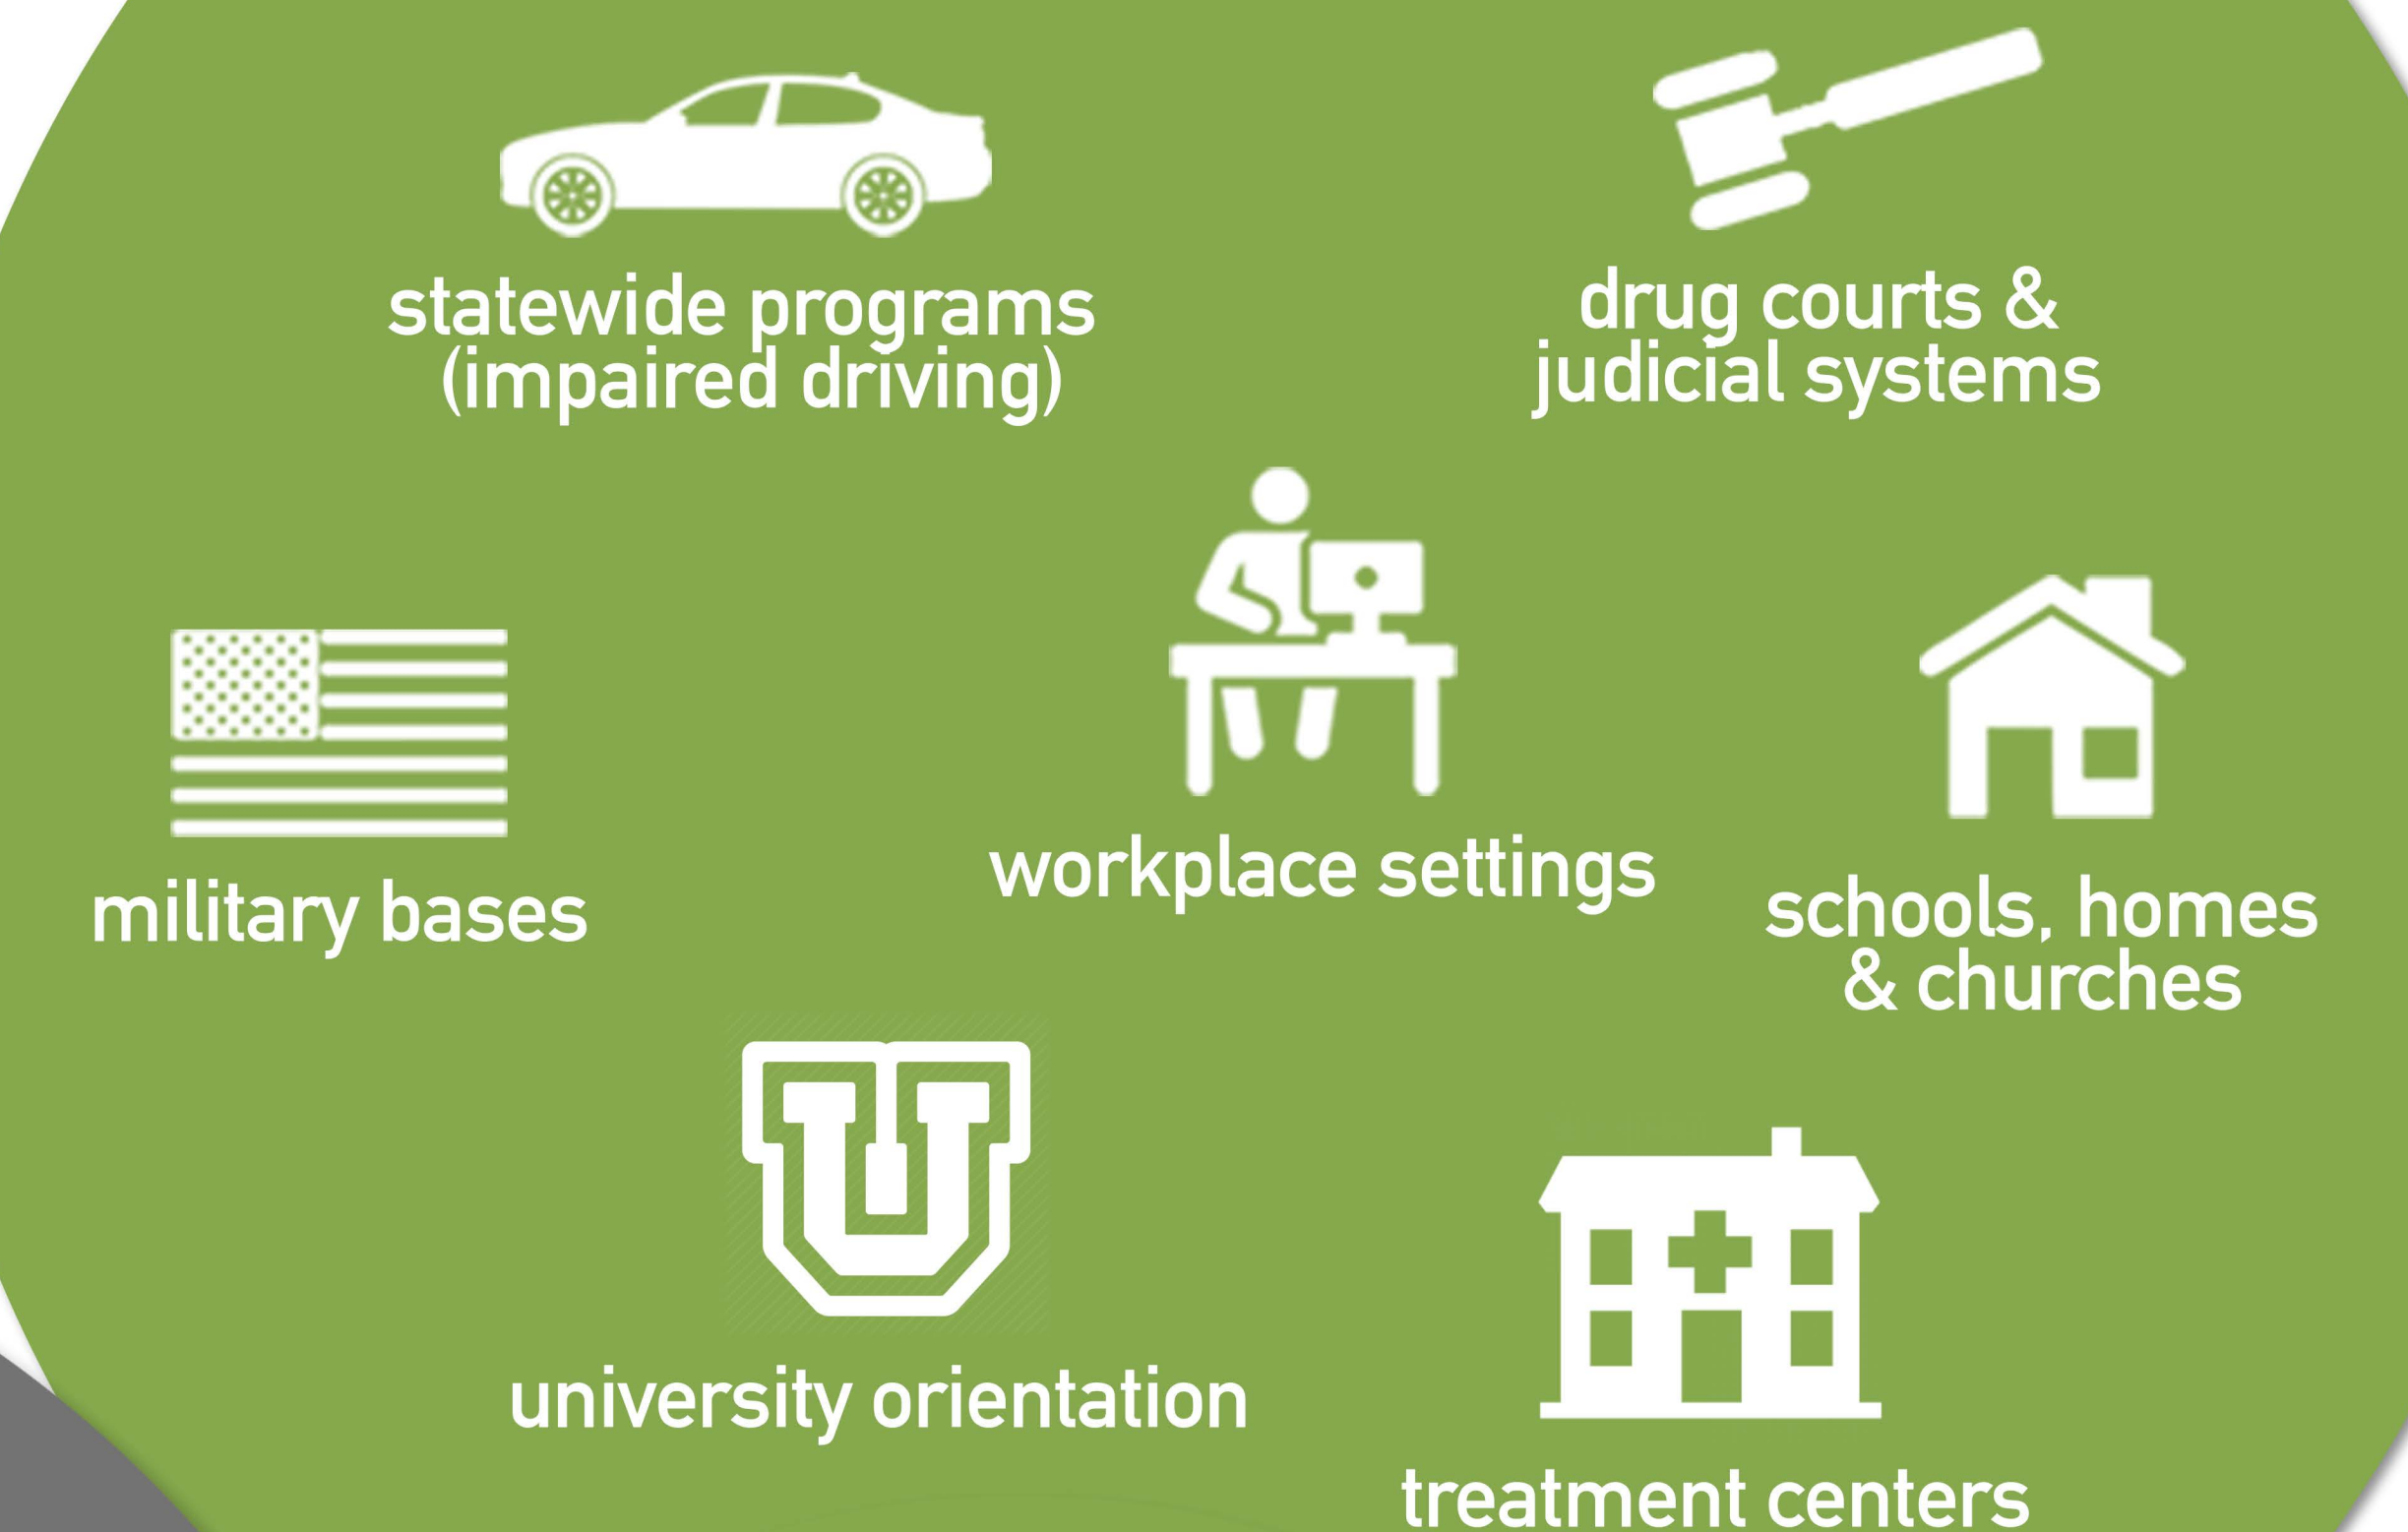 statewide programs
(impaired driving)
drug courts &
judicial systems
workplace settings
military bases
schools, homes
& churches
U
university orientation
treatment centers